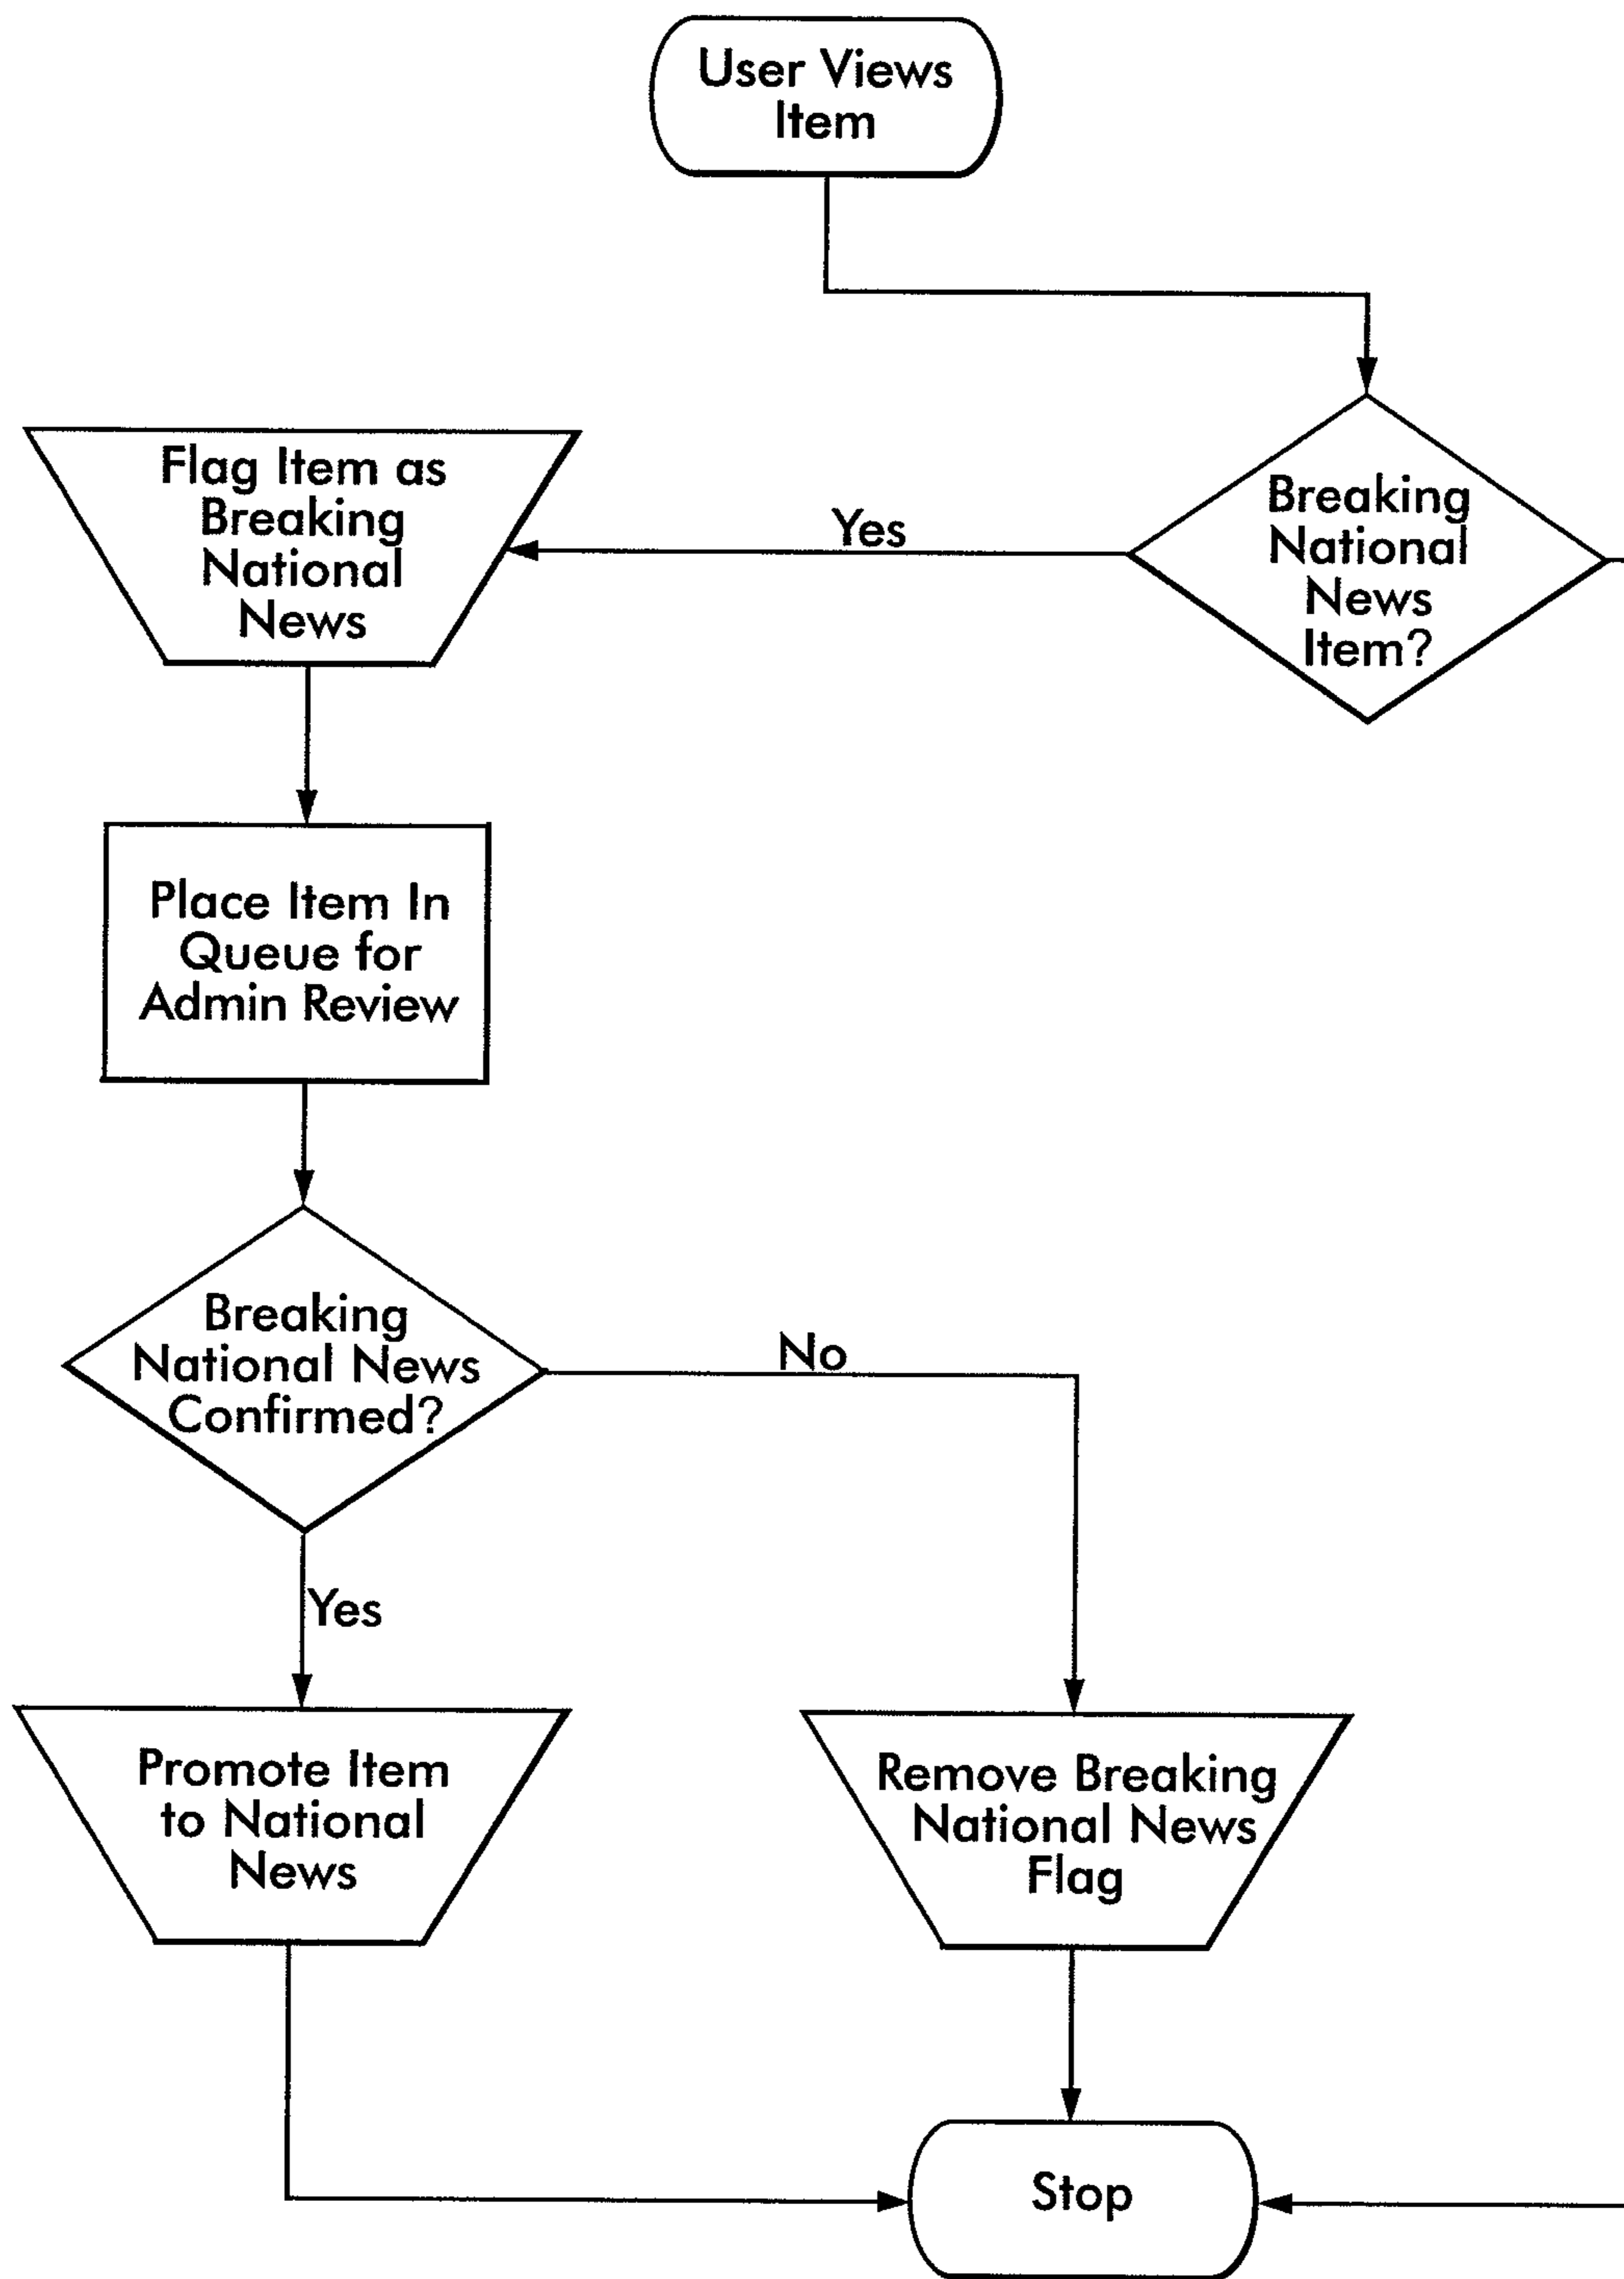 User Views
Item
Breaking
National
News
Item?
Yes
Flag Item as
Breaking
National
News
Place Item In
Queue for
Admin Review
Breaking
National News
Confirmed?
No
Yes
Promote Item
to National
News
Remove Breaking
National News
Flag
Stop